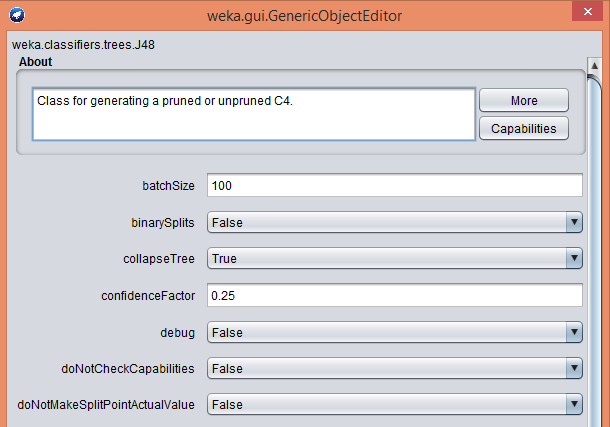 weka.gui.GenericObjectEditor
weka.classifiers.trees.J48
About
Class for generating a pruned or unpruned C4.
More
Capabilities
batchSize 100
binarySplits False
collapseTree True
confidenceFactor 0.25
debug False
doNotCheckCapabilities False
doNotMakeSplitPointActualValue False